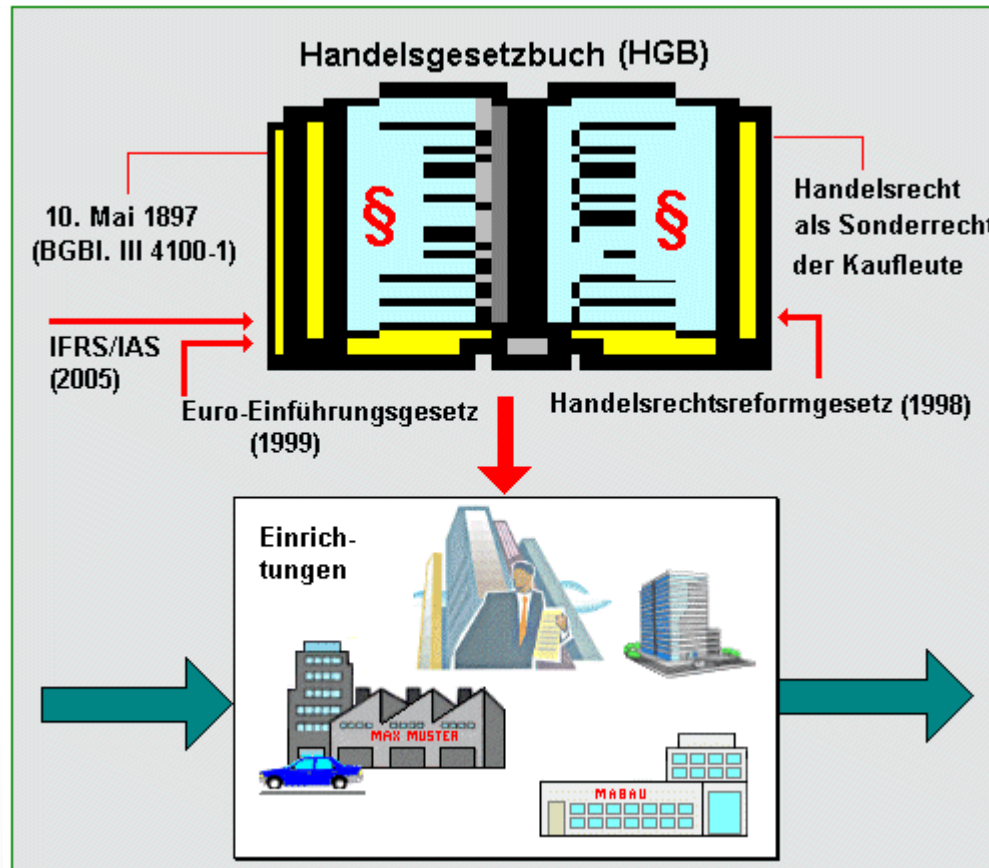 Handelsgesetzbuch (HGB)
§ §
10. Mai 1897
(BGBl. III 4100-1)
Handelsrecht
als Sonderrecht
der Kaufleute
IFRS/IAS
(2005)
Euro-Einführungsgesetz
(1999)
Handelsrechtsreformgesetz (1998)
Einrich-
tungen
MAX MUSTER
MABAU